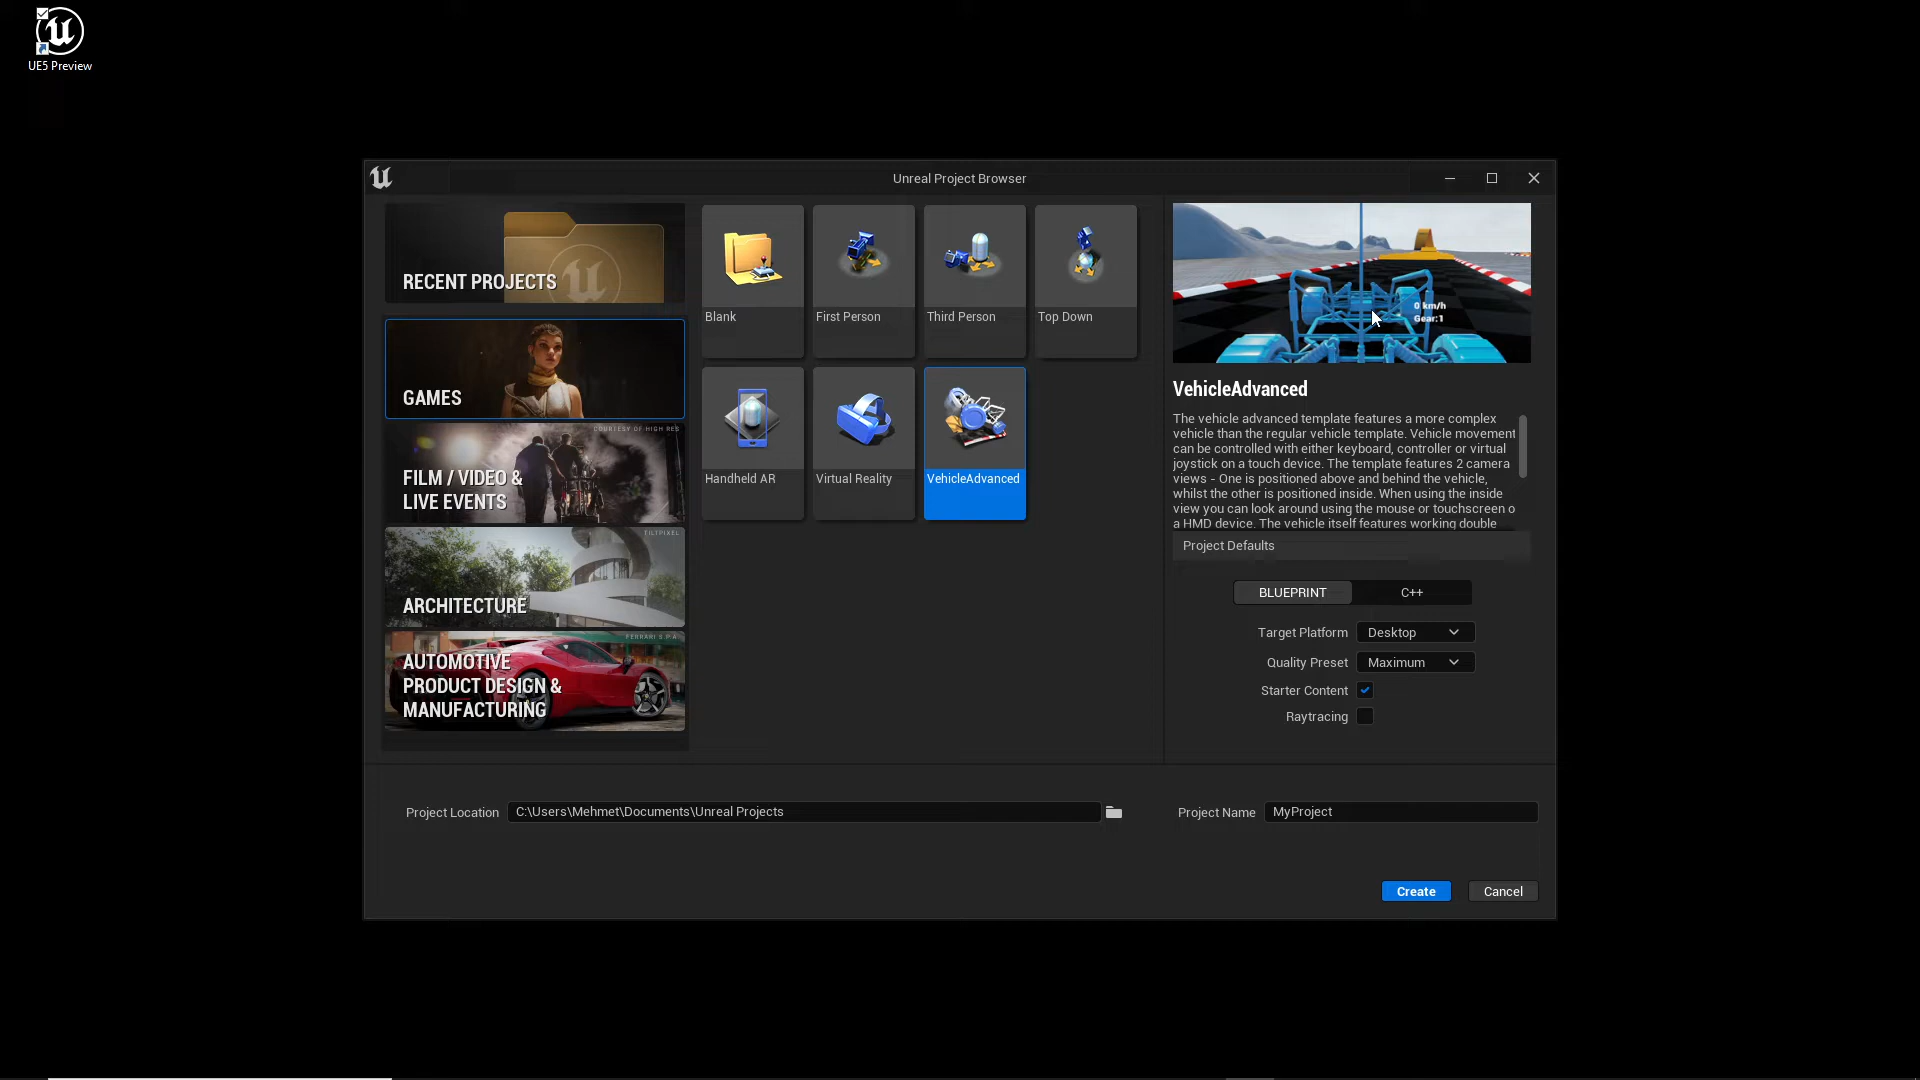 UE5 Preview
Unreal Project Browser
RECENT PROJECTS
GAMES
COURTESY OF HIGH RES
FILM / VIDEO &
LIVE EVENTS
TILTPIXEL
ARCHITECTURE
FERRARI S.P.A
AUTOMOTIVE
PRODUCT DESIGN &
MANUFACTURING
Blank
First Person
Third Person
Top Down
Handheld AR
Virtual Reality
VehicleAdvanced
0 km/h
Gear:1
VehicleAdvanced
The vehicle advanced template features a more complex
vehicle than the regular vehicle template. Vehicle movement
can be controlled with either keyboard, controller or virtual
joystick on a touch device. The template features 2 camera
views - One is positioned above and behind the vehicle,
whilst the other is positioned inside. When using the inside
view you can look around using the mouse or touchscreen o
a HMD device. The vehicle itself features working double
Project Defaults
BLUEPRINT
C++
Target Platform
Desktop
Quality Preset
Maximum
Starter Content
Raytracing
Project Location
C:\Users\Mehmet\Documents\Unreal Projects
Project Name
MyProject
Create
Cancel